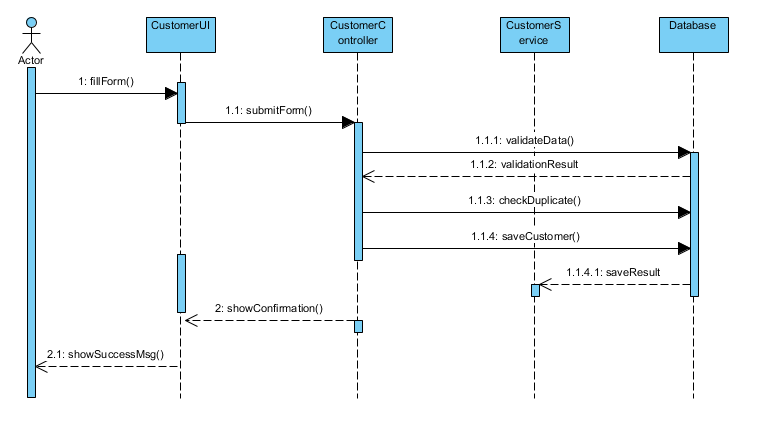 CustomerUI
CustomerC
ontroller
CustomerS
ervice
Database
Actor
1: fillForm()
1.1: submitForm()
1.1.1: validateData()
1.1.2: validationResult
1.1.3: checkDuplicate()
1.1.4: saveCustomer()
1.1.4.1: saveResult
2: showConfirmation()
2.1: showSuccessMsg()